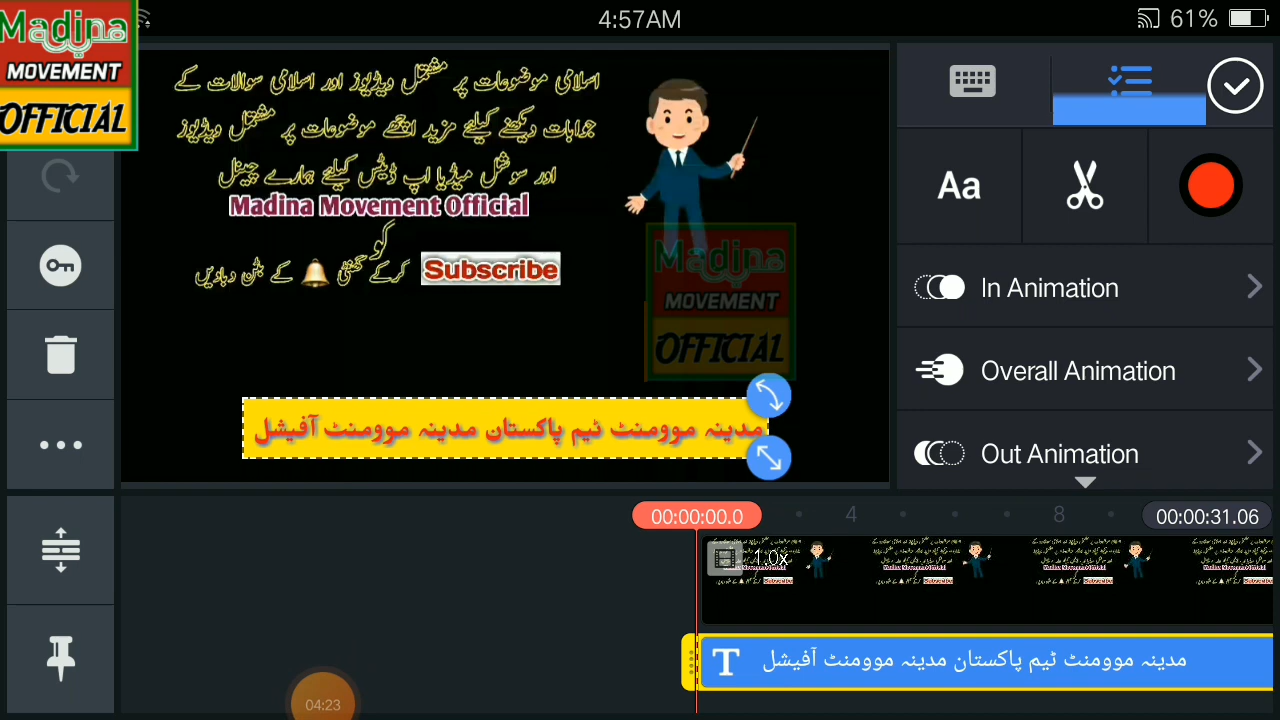 Madina
MOVEMENT
OFFICIAL
4:57AM
61%
اسلامی موضوعات پر مشتمل ویڈیوز اور اسلامی سوالات کے
جوابات دیکھنے کیلئے مزید اچھے موضوعات پر مشتمل ویڈیوز
اور سوشل میڈیا اپ ڈیٹس کیلئے ہمارے چینل
Madina Movement Official
کو
Subscribe کرکے گھنٹی 🔔 کے بٹن دبادیں
Madina
MOVEMENT
OFFICIAL
مدینہ موومنٹ ٹیم پاکستان مدینہ موومنٹ آفیشل
Aa
In Animation
Overall Animation
Out Animation
00:00:00.0
4
8
00:00:31.06
1.0x
T مدینہ موومنٹ ٹیم پاکستان مدینہ موومنٹ آفیشل
04:23